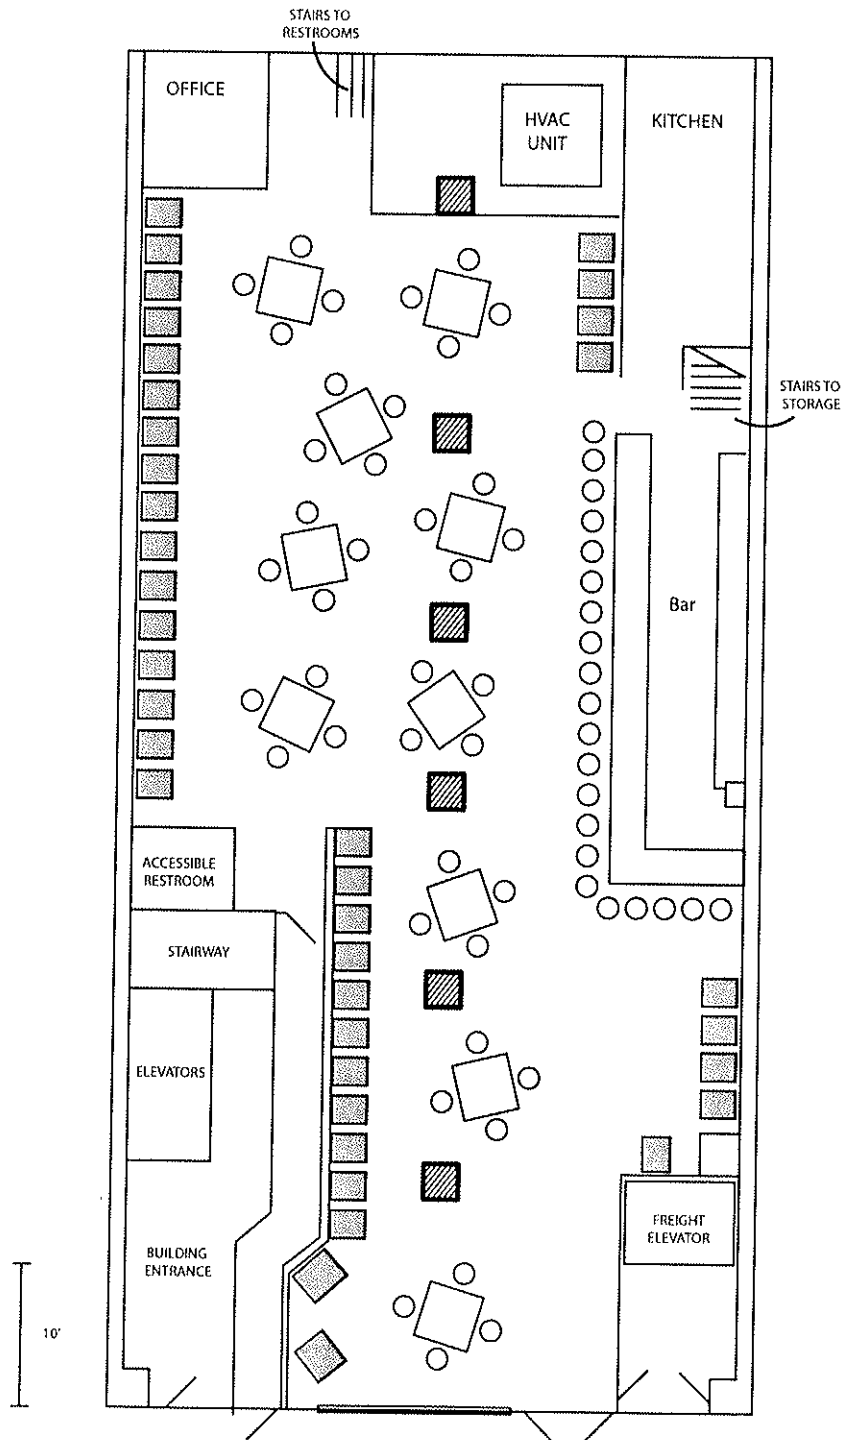 STAIRS TO
RESTROOMS
OFFICE
HVAC
UNIT
KITCHEN
STAIRS TO
STORAGE
Bar
ACCESSIBLE
RESTROOM
STAIRWAY
ELEVATORS
BUILDING
ENTRANCE
FREIGHT
ELEVATOR
10'